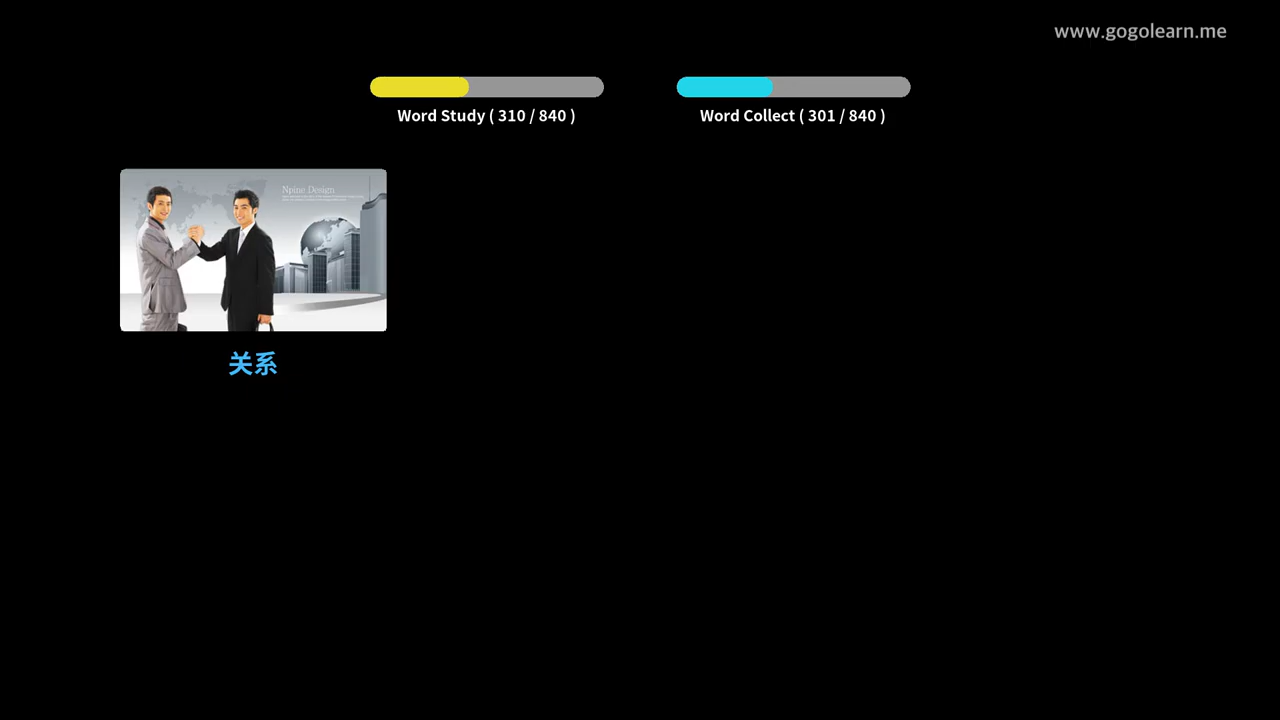 www.gogolearn.me
Word Study ( 310 / 840 )
Word Collect ( 301 / 840 )
Npine Design
关系